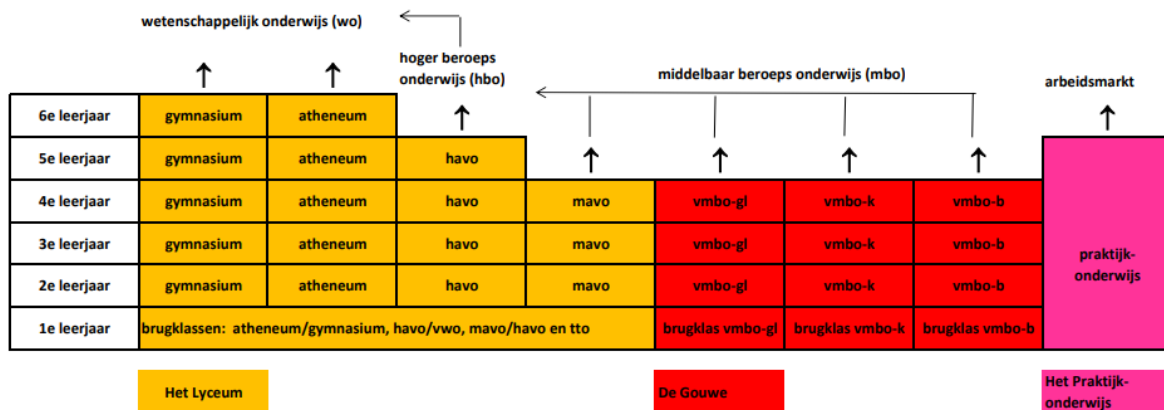 wetenschappelijk onderwijs (wo)
hoger beroeps
onderwijs (hbo)
middelbaar beroeps onderwijs (mbo)
arbeidsmarkt
6e leerjaar gymnasium atheneum
5e leerjaar gymnasium atheneum havo
4e leerjaar gymnasium atheneum havo mavo vmbo-gl vmbo-k vmbo-b
3e leerjaar gymnasium atheneum havo mavo vmbo-gl vmbo-k vmbo-b
praktijk-
onderwijs
2e leerjaar gymnasium atheneum havo mavo vmbo-gl vmbo-k vmbo-b
1e leerjaar brugklassen: atheneum/gymnasium, havo/vwo, mavo/havo en tto brugklas vmbo-gl brugklas vmbo-k brugklas vmbo-b
Het Lyceum
De Gouwe
Het Praktijk-
onderwijs